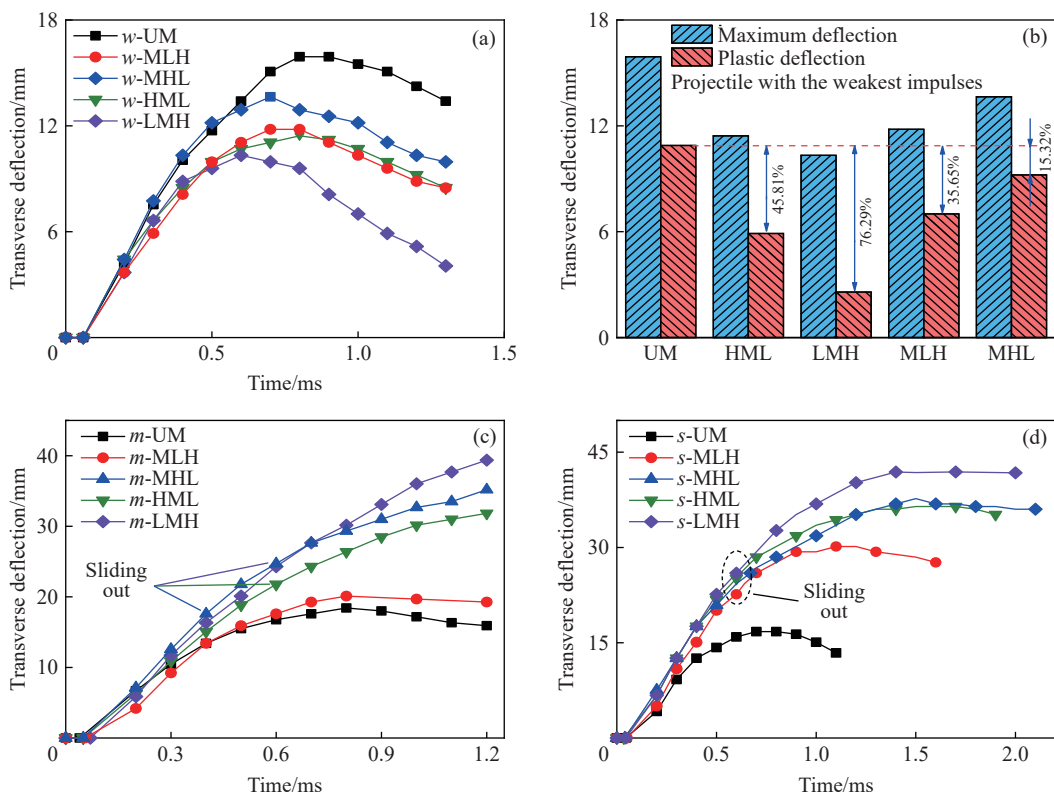 18
12
6
0
Transverse deflection/mm
w-UM
w-MLH
w-MHL
w-HML
w-LMH
(a)
0.5
1.0
1.5
Time/ms
18
12
6
0
Transverse deflection/mm
Maximum deflection
Plastic deflection
Projectile with the weakest impulses
(b)
45.81%
76.29%
35.65%
15.32%
UM
HML
LMH
MLH
MHL
40
30
20
10
0
Transverse deflection/mm
m-UM
m-MLH
m-MHL
m-HML
m-LMH
(c)
Sliding
out
0.3
0.6
0.9
1.2
Time/ms
45
30
15
0
Transverse deflection/mm
s-UM
s-MLH
s-MHL
s-HML
s-LMH
(d)
Sliding
out
0.5
1.0
1.5
2.0
Time/ms